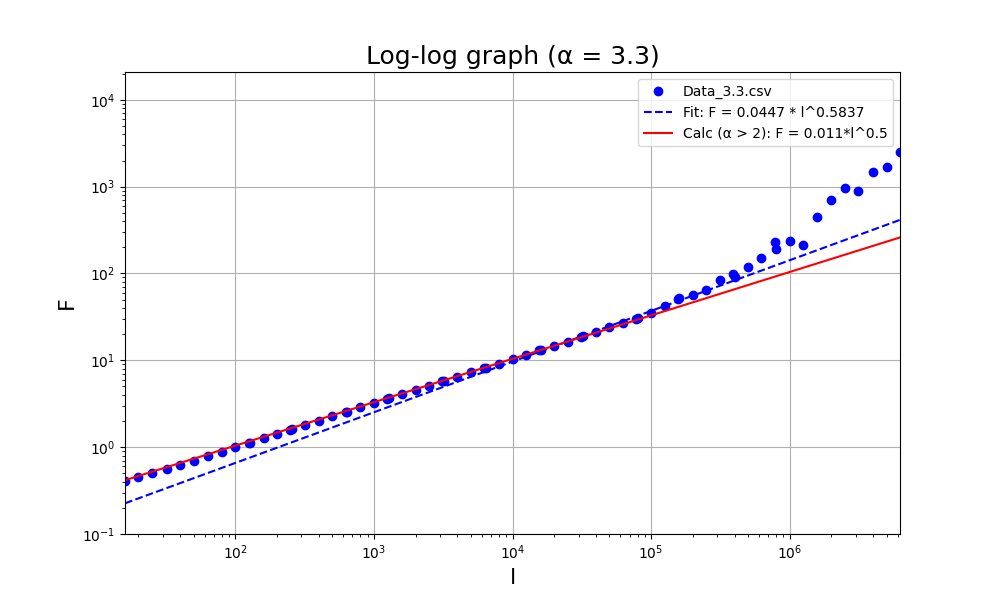 Log-log graph (α = 3.3)
Data_3.3.csv
Fit: F = 0.0447 * l^0.5837
Calc (α > 2): F = 0.011*l^0.5
10^4
10^3
10^2
10^1
10^0
10^−1
F
10^2 10^3 10^4 10^5 10^6
l